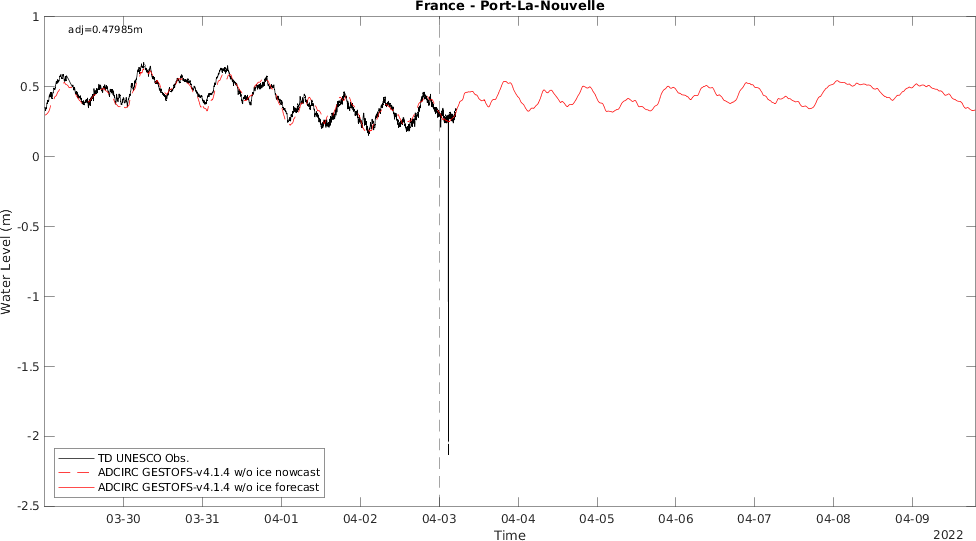 France - Port-La-Nouvelle
adj=0.47985m
1
0.5
0
-0.5
-1
-1.5
-2
-2.5
Water Level (m)
TD UNESCO Obs.
ADCIRC GESTOFS-v4.1.4 w/o ice nowcast
ADCIRC GESTOFS-v4.1.4 w/o ice forecast
03-30 03-31 04-01 04-02 04-03 04-04 04-05 04-06 04-07 04-08 04-09
Time
2022